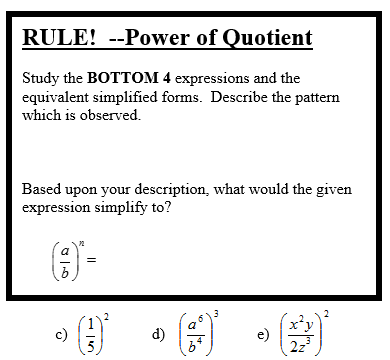 RULE!  --Power of Quotient
Study the BOTTOM 4 expressions and the
equivalent simplified forms.  Describe the pattern
which is observed.
Based upon your description, what would the given
expression simplify to?
(a/b)^n =
c) (1/5)^2  d) (a^6/b^4)^3  e) (x^2y/2z^3)^2